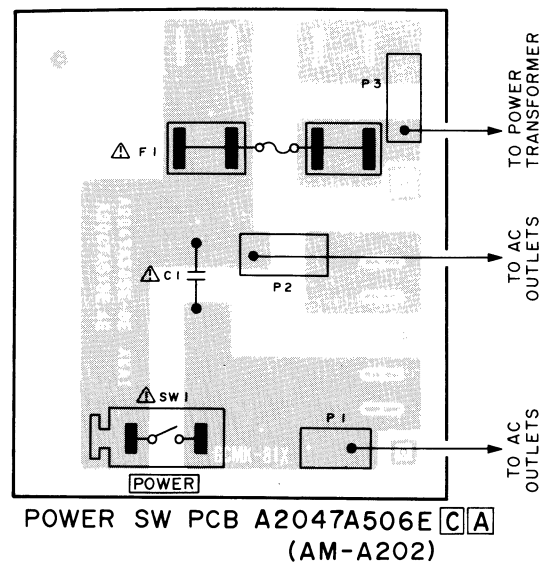 P3
TO POWER
TRANSFORMER
⚠ F1
TO AC
OUTLETS
⚠ C1
P2
⚠ SW1
P1
TO AC
OUTLETS
POWER
POWER SW PCB A2047A506E C A
(AM-A202)